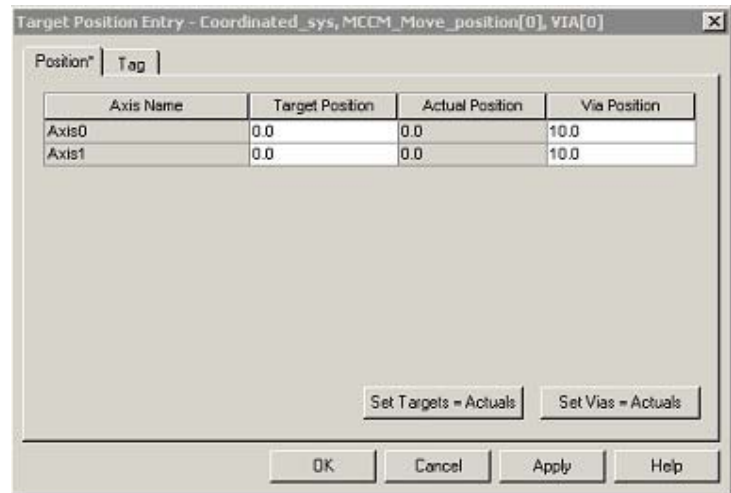 Target Position Entry - Coordinated_sys, MCCM_Move_position[0], VIA[0]
Position* Tag
Axis Name Target Position Actual Position Via Position
Axis0 0.0 0.0 10.0
Axis1 0.0 0.0 10.0
Set Targets = Actuals Set Vias = Actuals
OK Cancel Apply Help